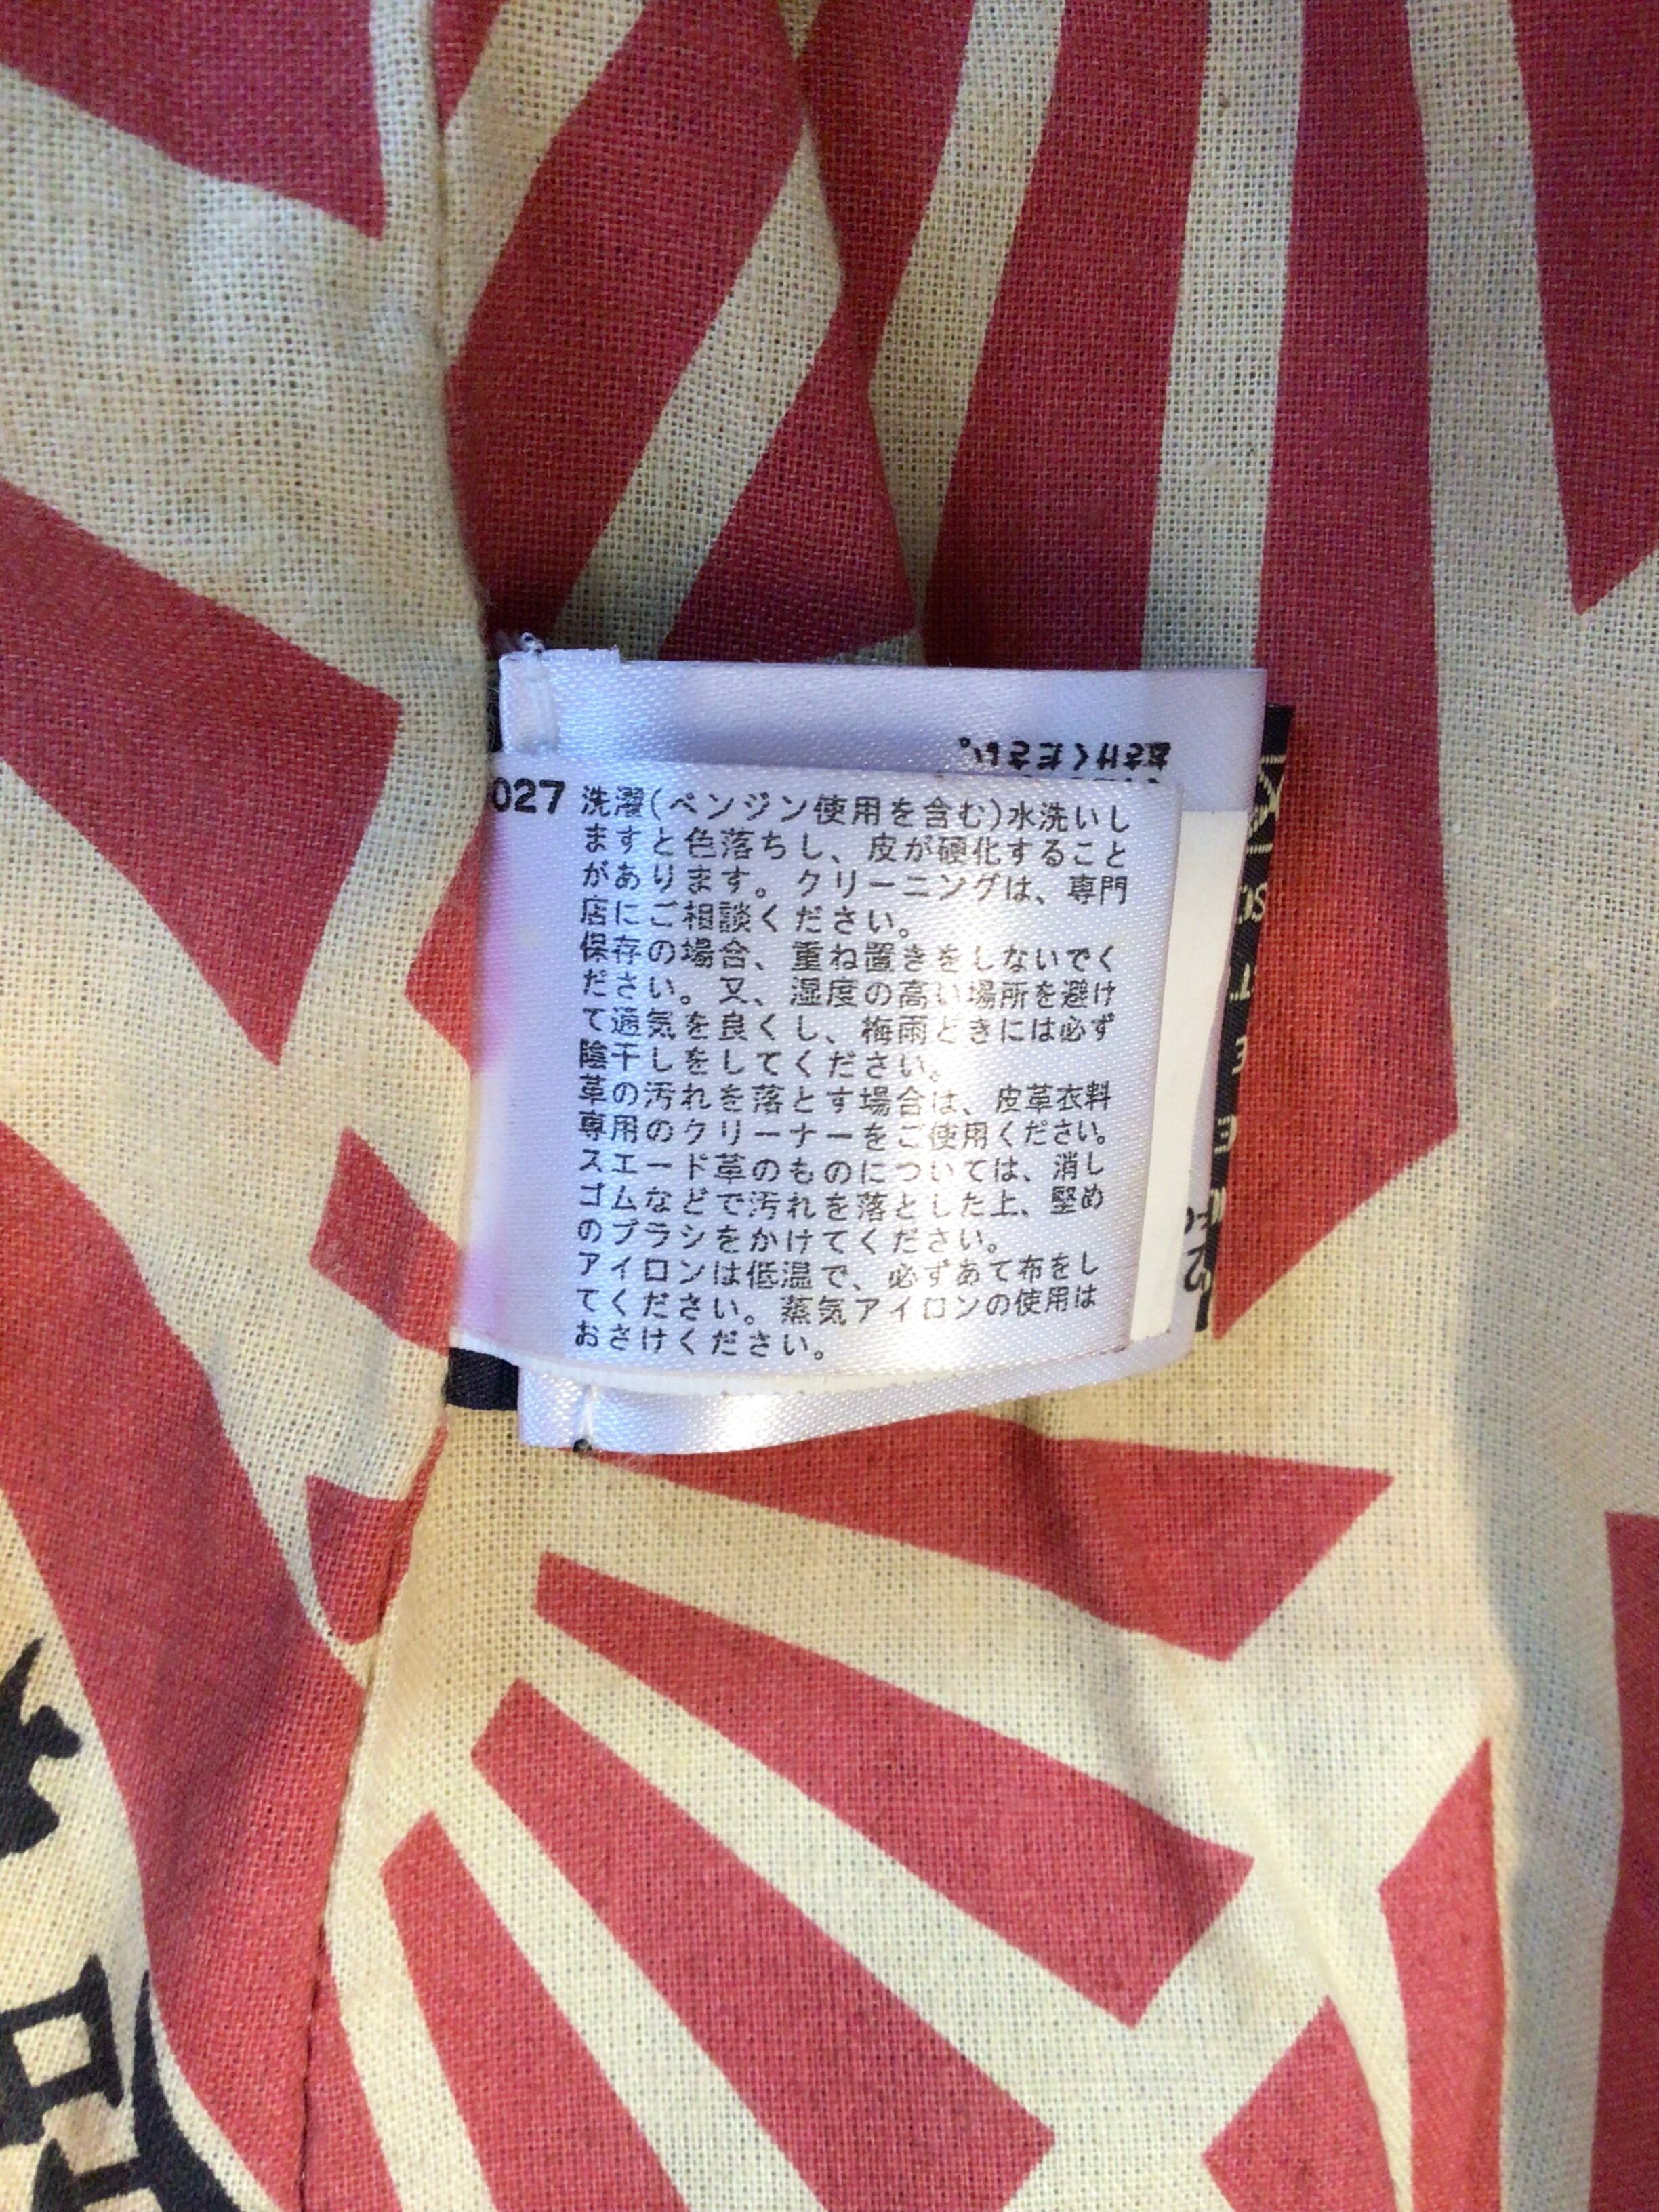 おさけください。
027 洗濯(ペンジン使用を含む)水洗いし
ますと色落ちし、皮が硬化すること
があります。クリーニングは、専門
店にご相談ください。
保存の場合、重ね置きをしないでく
ださい。又、湿度の高い場所を避け
て通気を良くし、梅雨どきには必ず
陰干しをしてください。
革の汚れを落とす場合は、皮革衣料
専用のクリーナーをご使用ください。
スエード革のものについては、消し
ゴムなどで汚れを落とした上、堅め
のブラシをかけてください。
アイロンは低温で、必ずあて布をし
てください。蒸気アイロンの使用は
おさけください。